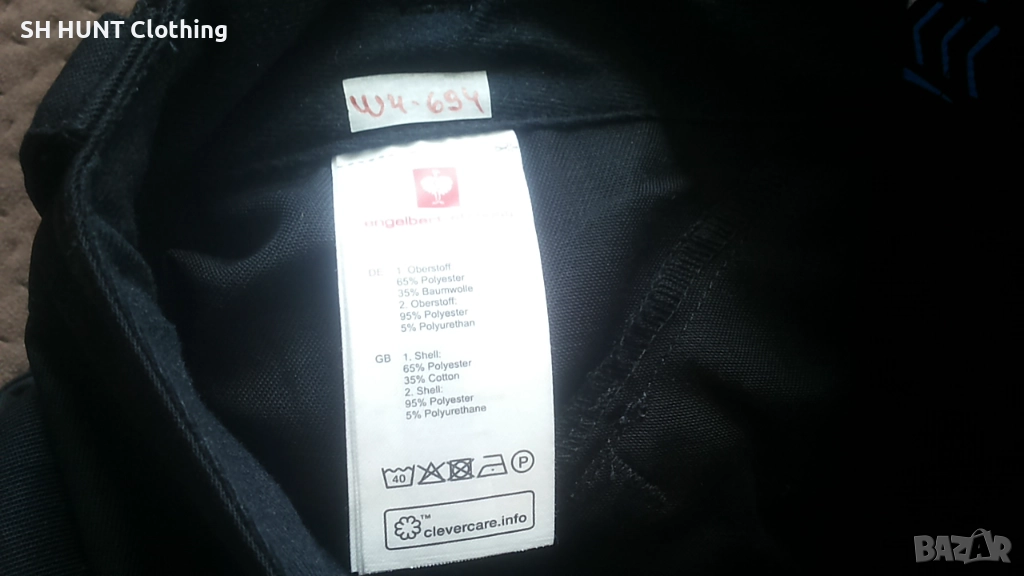 SH HUNT Clothing
W4-694
DE 1. Oberstoff
65% Polyester
35% Baumwolle
2. Oberstoff:
95% Polyester
5% Polyurethan
GB 1. Shell:
65% Polyester
35% Cotton
2. Shell:
95% Polyester
5% Polyurethane
40 P
™ clevercare.info
BAZAR